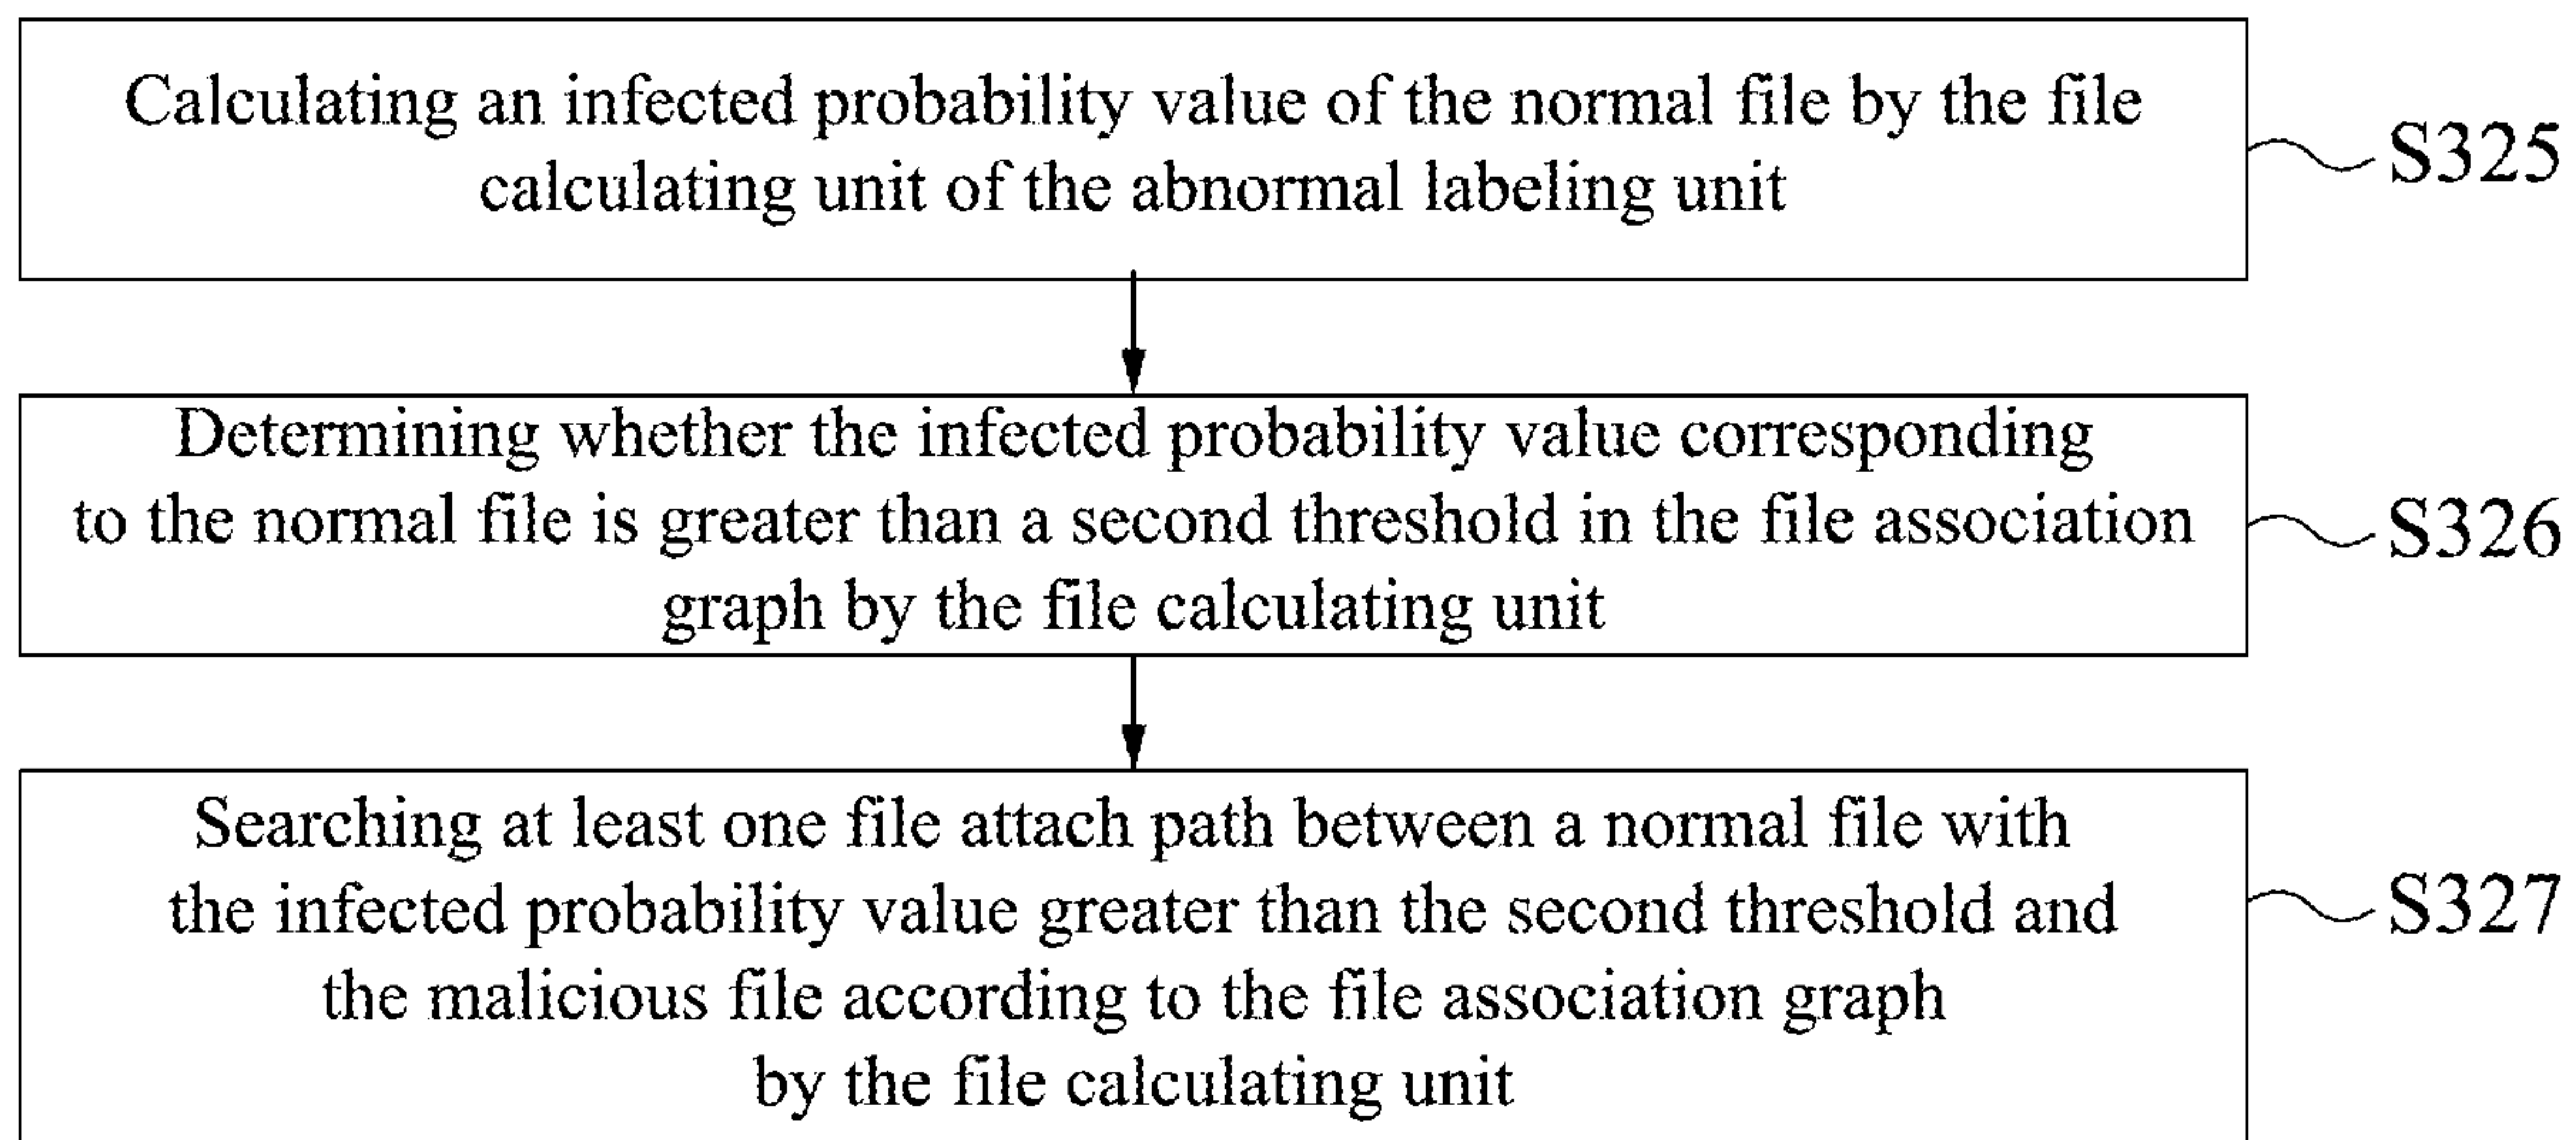 Calculating an infected probability value of the normal file by the file
calculating unit of the abnormal labeling unit
S325
Determining whether the infected probability value corresponding
to the normal file is greater than a second threshold in the file association
graph by the file calculating unit
S326
Searching at least one file attach path between a normal file with
the infected probability value greater than the second threshold and
the malicious file according to the file association graph
by the file calculating unit
S327